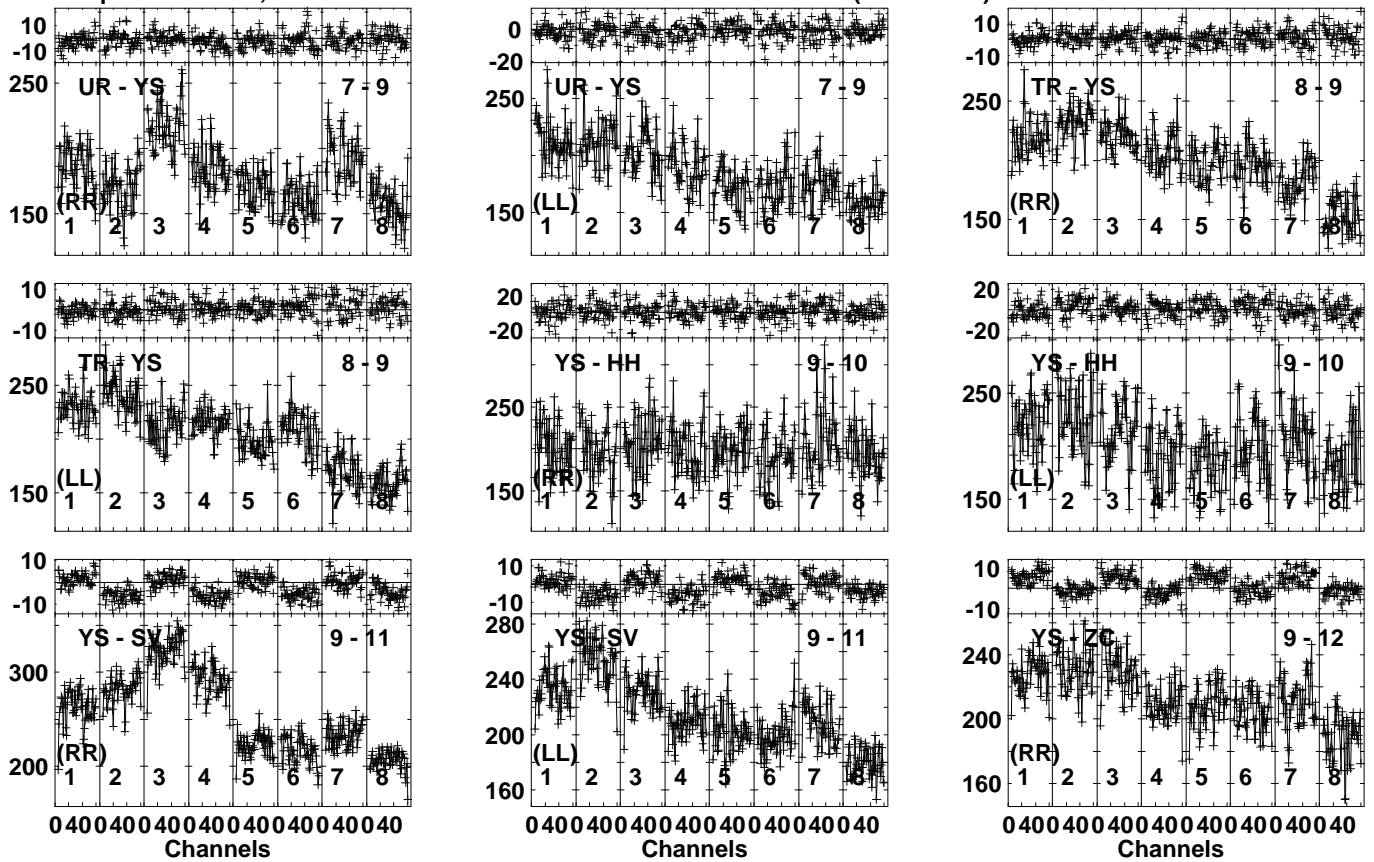 10 0 10
-10 -20 -10
250 UR - YS 7 - 9 250 UR - YS 7 - 9 250 TR - YS 8 - 9
150 (RR) 150 (LL) 150 (RR)
1 2 3 4 5 6 7 8 1 2 3 4 5 6 7 8 1 2 3 4 5 6 7 8
10 20 20
-10 -20 -20
250 TR - YS 8 - 9 250 YS - HH 9 - 10 250 YS - HH 9 - 10
150 (LL) 150 (RR) 150 (LL)
1 2 3 4 5 6 7 8 1 2 3 4 5 6 7 8 1 2 3 4 5 6 7 8
10 10 10
-10 -10 -10
300 YS - SV 9 - 11 280 YS - SV 9 - 11 240 YS - ZC 9 - 12
240
200 (RR) 200 (LL) 200 (RR)
160 160
1 2 3 4 5 6 7 8 1 2 3 4 5 6 7 8 1 2 3 4 5 6 7 8
0 40 0 40 0 40 0 40 0 40 0 40 0 40 0 40 0 40 0 40 0 40 0 40 0 40 0 40 0 40 0 40 0 40 0 40 0 40 0 40 0 40 0 40 0 40 0 40
Channels Channels Channels